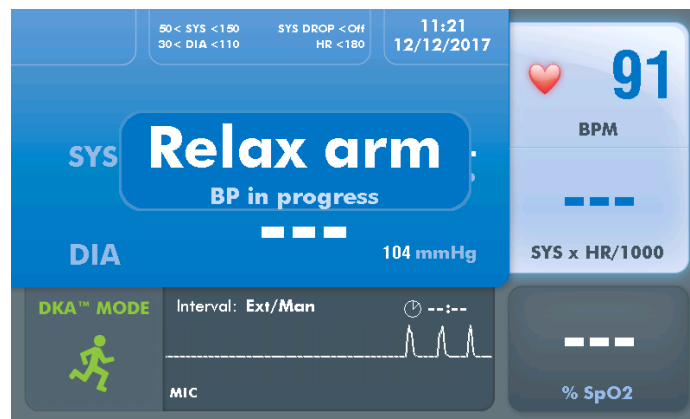 50< SYS <150 SYS DROP <Off
30< DIA <110 HR <180
11:21
12/12/2017
91
BPM
SYS
Relax arm
BP in progress
---
DIA
--- 
104 mmHg
SYS x HR/1000
DKA™ MODE
Interval: Ext/Man --:--
MIC
---
% SpO2